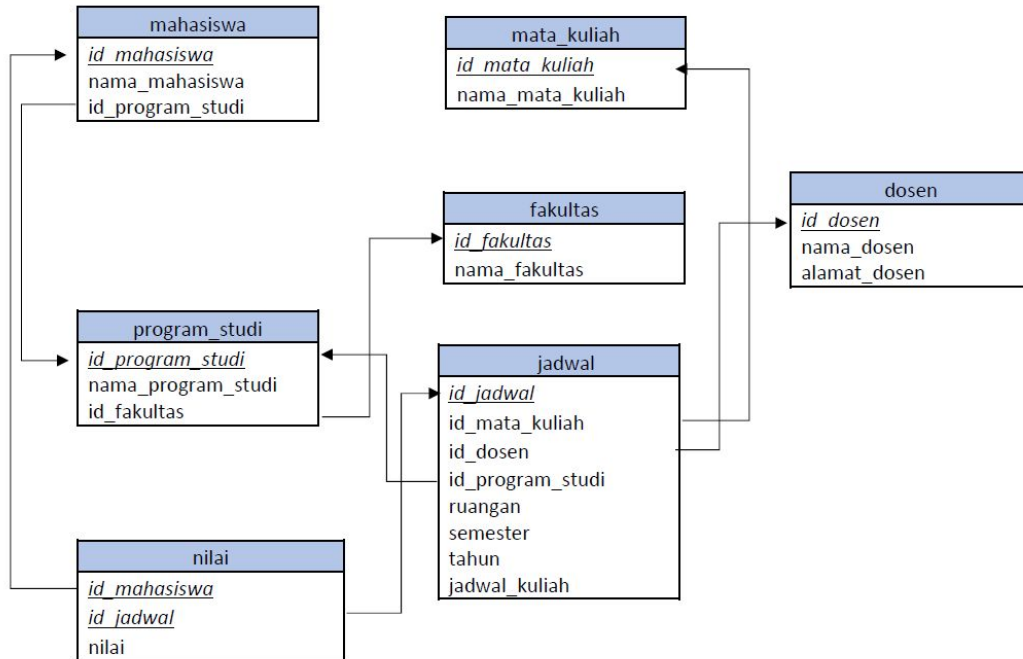 mahasiswa
id_mahasiswa
nama_mahasiswa
id_program_studi
mata_kuliah
id_mata_kuliah
nama_mata_kuliah
dosen
id_dosen
nama_dosen
alamat_dosen
fakultas
id_fakultas
nama_fakultas
program_studi
id_program_studi
nama_program_studi
id_fakultas
jadwal
id_jadwal
id_mata_kuliah
id_dosen
id_program_studi
ruangan
semester
tahun
jadwal_kuliah
nilai
id_mahasiswa
id_jadwal
nilai